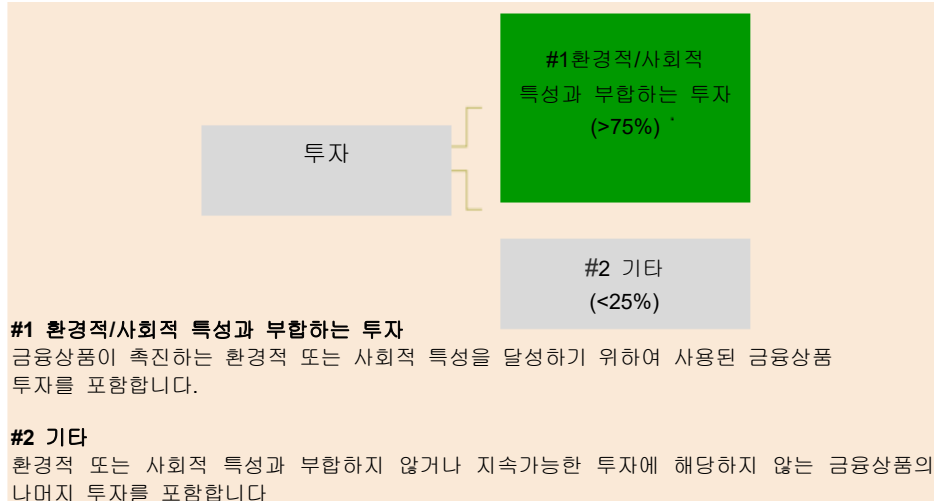 #1환경적/사회적
특성과 부합하는 투자
(>75%) `
투자
#2 기타
(<25%)
#1 환경적/사회적 특성과 부합하는 투자
금융상품이 촉진하는 환경적 또는 사회적 특성을 달성하기 위하여 사용된 금융상품
투자를 포함합니다.
#2 기타
환경적 또는 사회적 특성과 부합하지 않거나 지속가능한 투자에 해당하지 않는 금융상품의
나머지 투자를 포함합니다